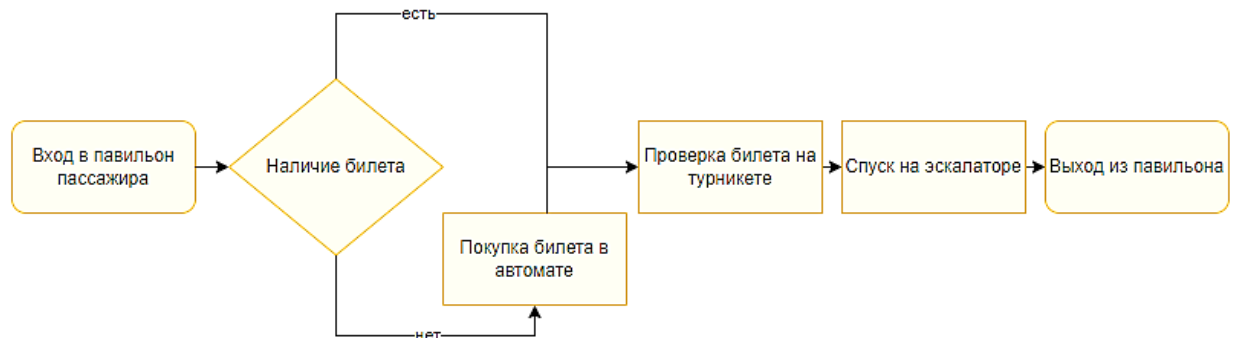 есть
Вход в павильон
пассажира
Наличие билета
Проверка билета на
турникете
Спуск на эскалаторе
Выход из павильона
Покупка билета в
автомате
нет